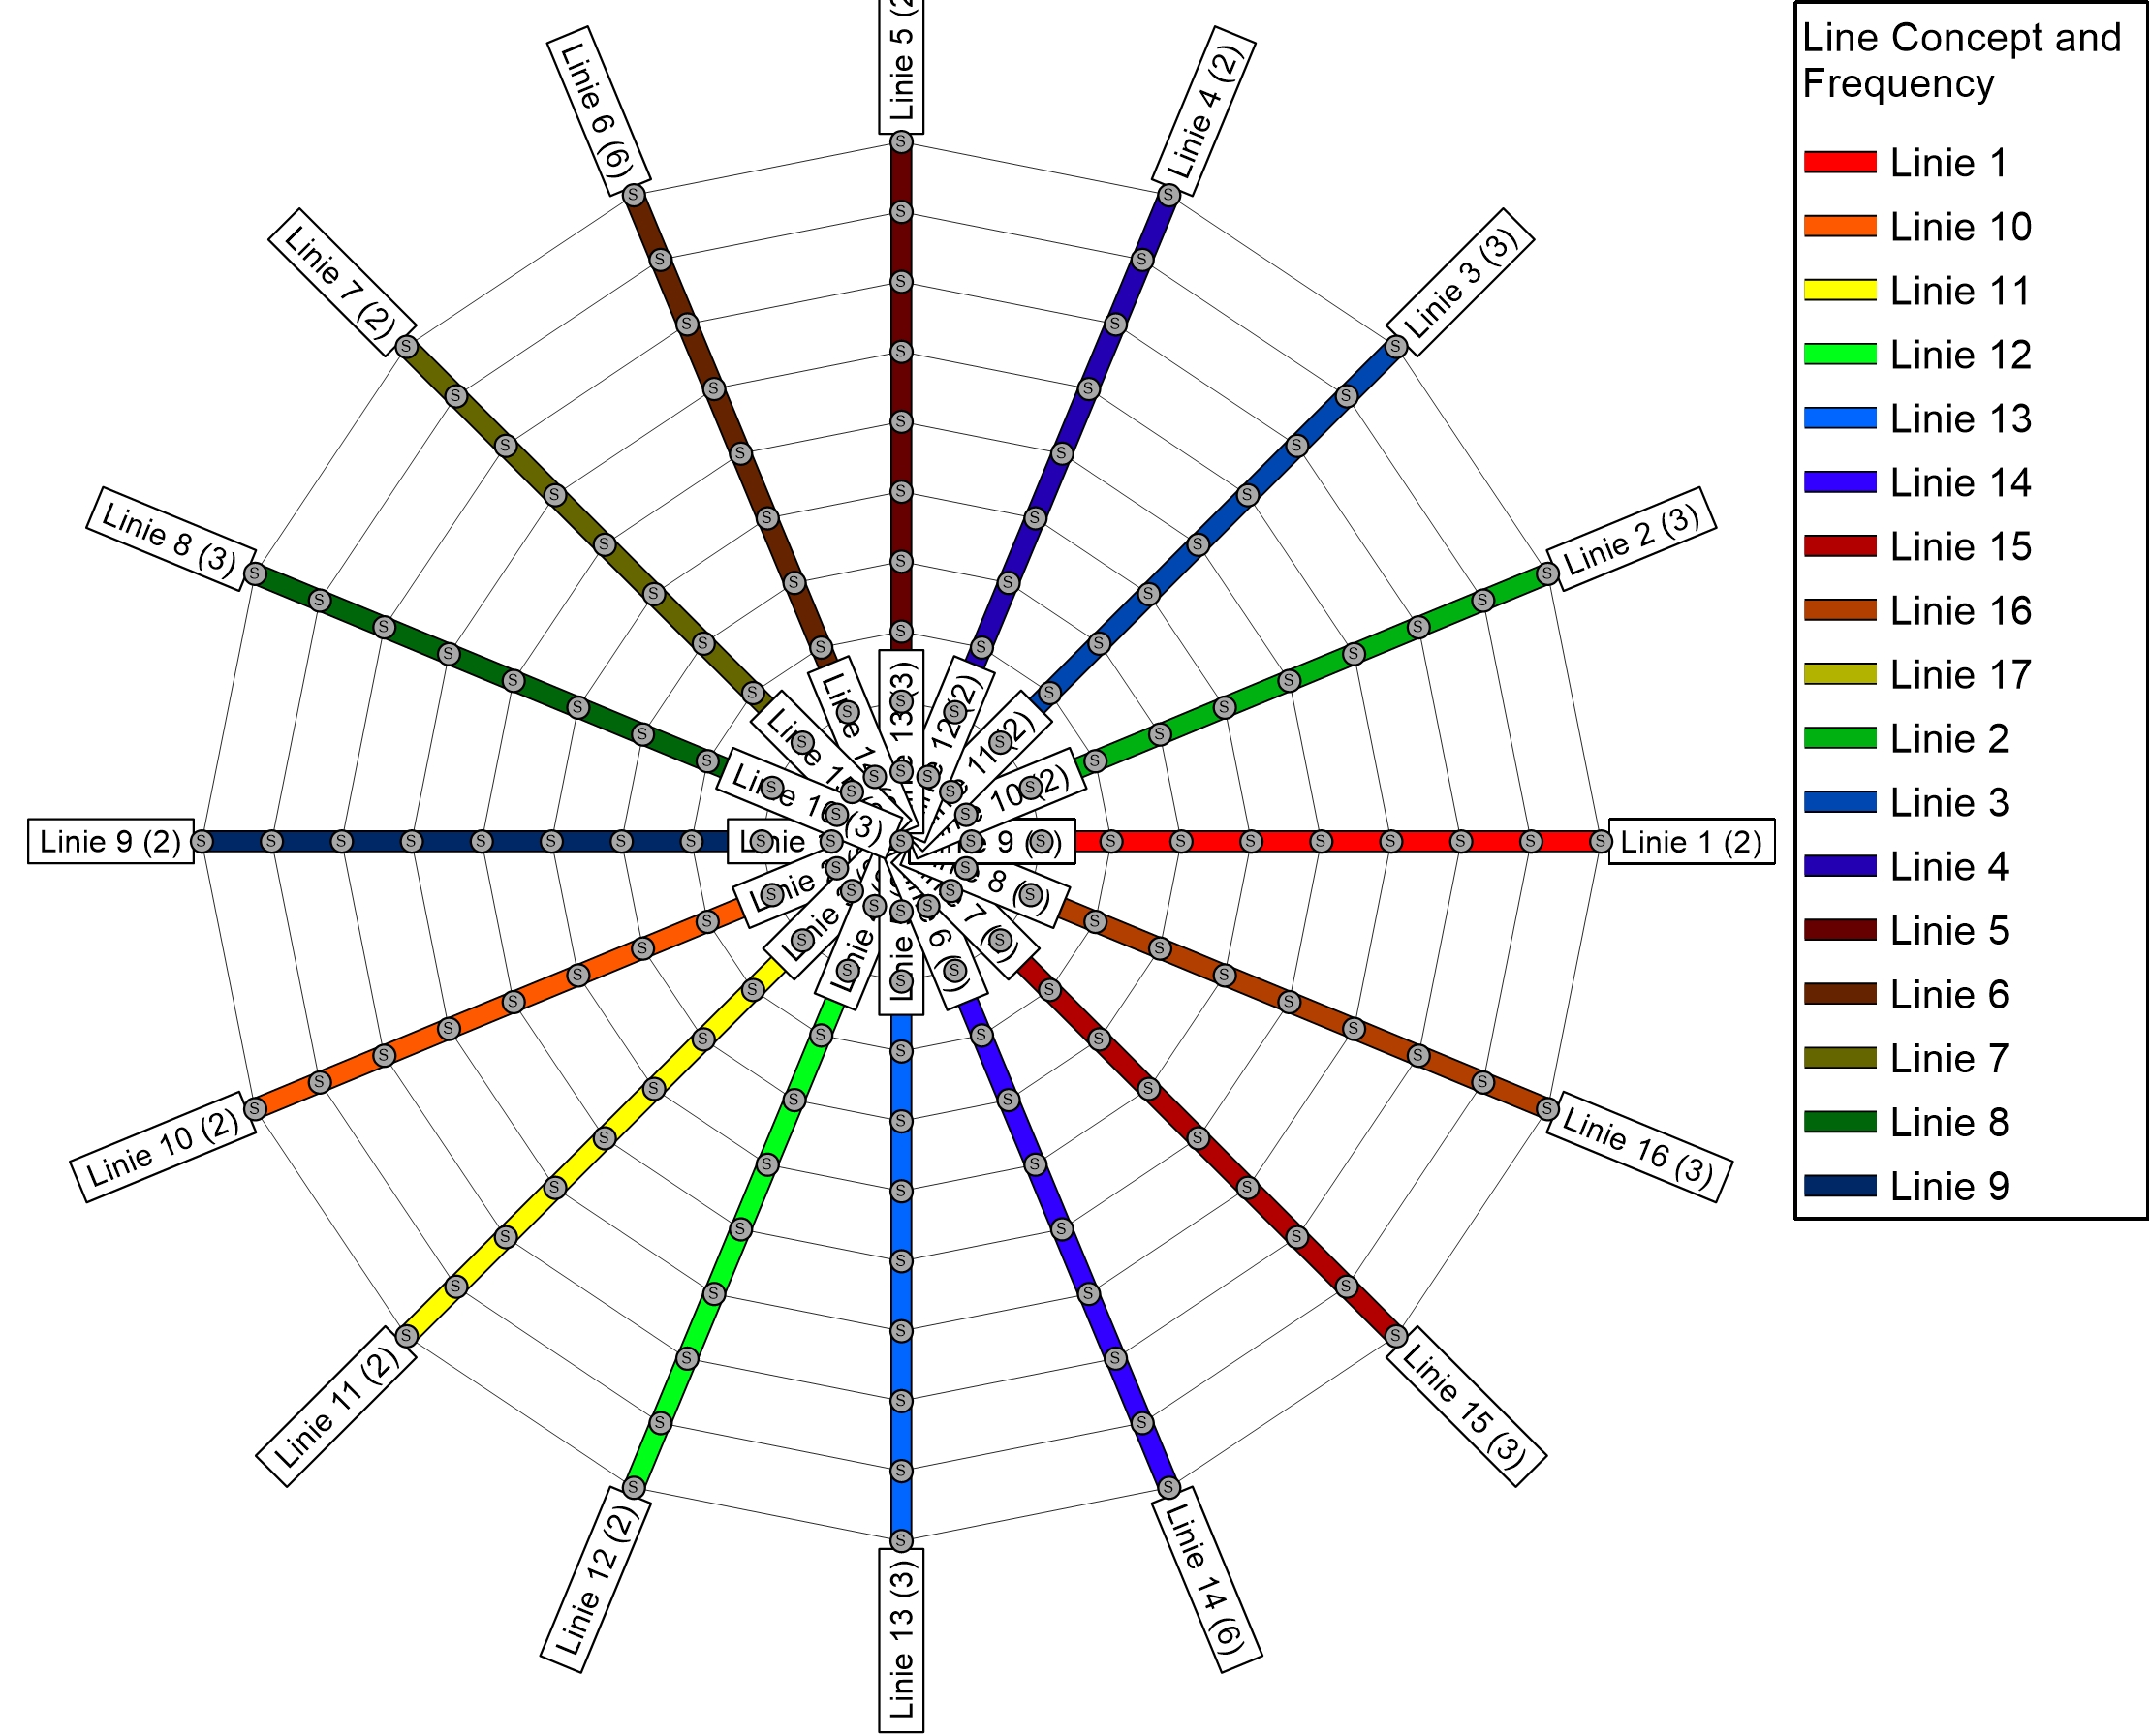 Line Concept and
Frequency
Linie 1
Linie 10
Linie 11
Linie 12
Linie 13
Linie 14
Linie 15
Linie 16
Linie 17
Linie 2
Linie 3
Linie 4
Linie 5
Linie 6
Linie 7
Linie 8
Linie 9
Linie 5
Linie 6 (6)
Linie 4 (2)
Linie 7 (2)
Linie 3 (3)
Linie 8 (3)
Linie 2 (3)
Linie 9 (2)
Linie 1 (2)
Linie 10 (2)
Linie 16 (3)
Linie 11 (2)
Linie 15 (3)
Linie 12 (2)
Linie 13 (3)
Linie 14 (6)